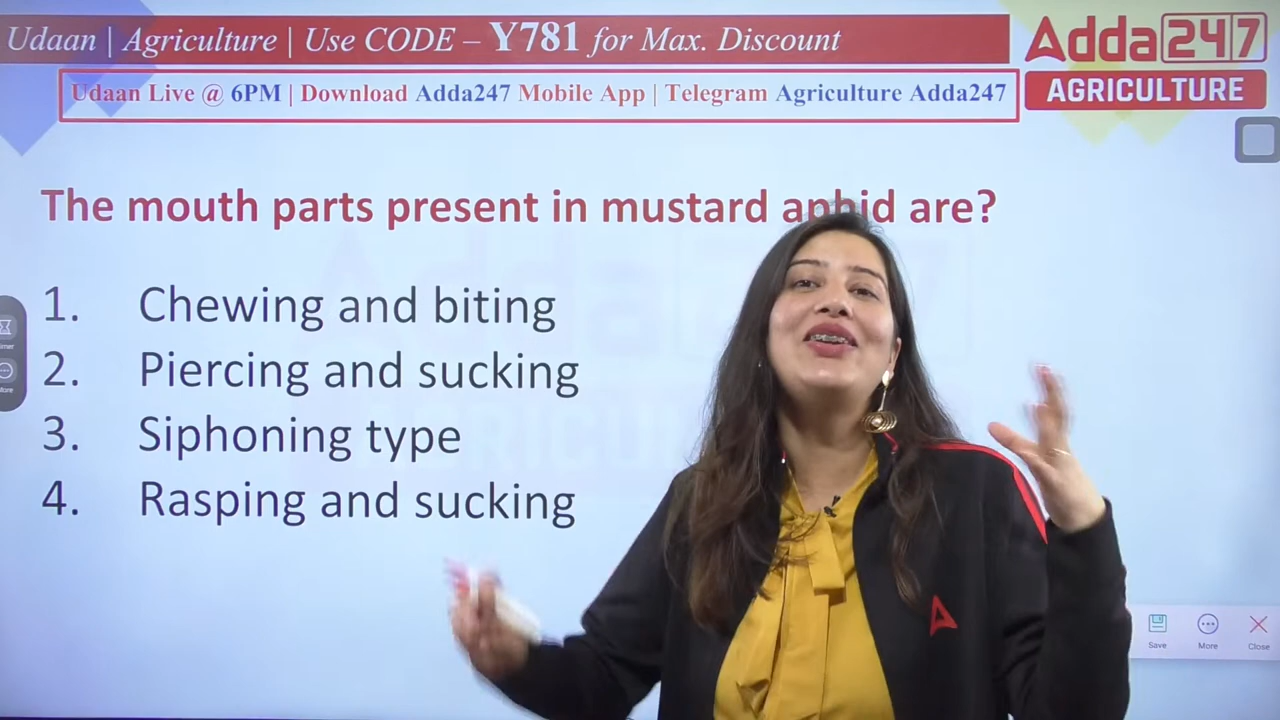 Udaan | Agriculture | Use CODE – Y781 for Max. Discount
Adda247
Udaan Live @ 6PM | Download Adda247 Mobile App | Telegram Agriculture Adda247
AGRICULTURE
The mouth parts present in mustard aphid are?
1. Chewing and biting
2. Piercing and sucking
3. Siphoning type
4. Rasping and sucking
More
Save More Close